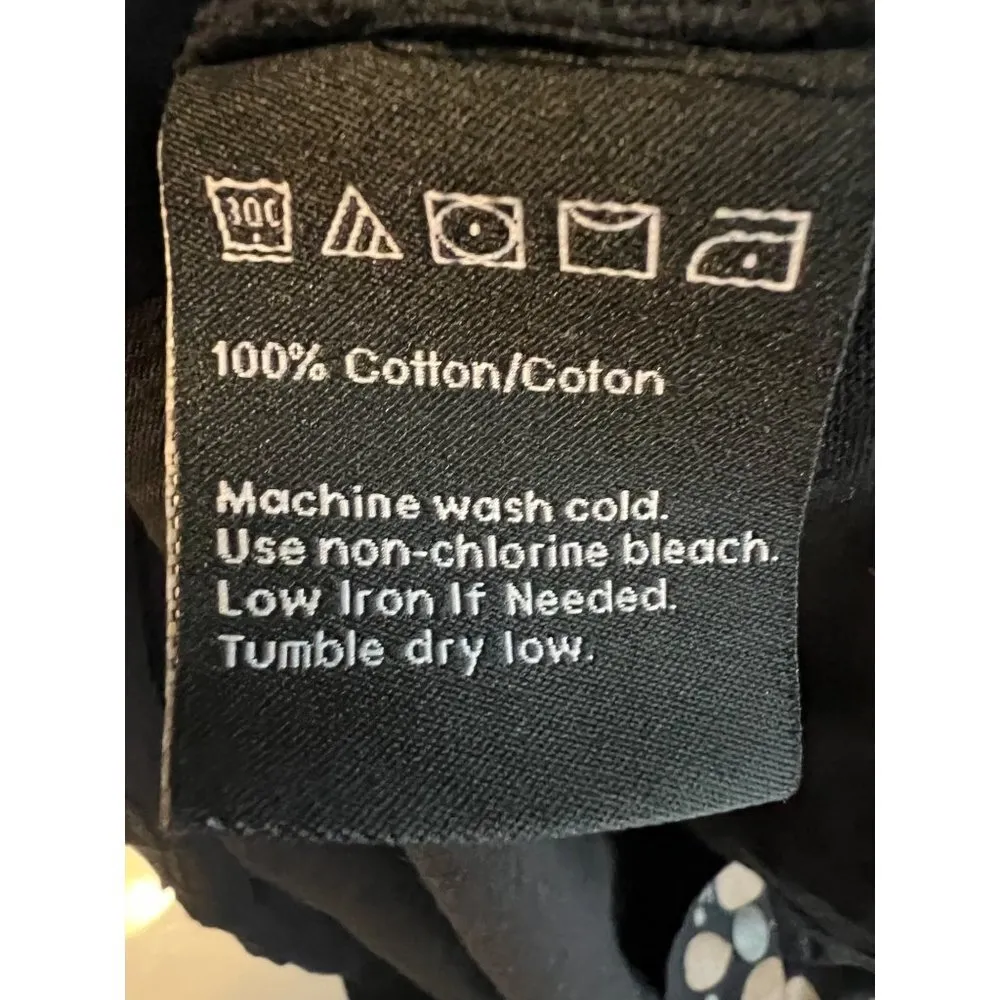 30C
100% Cotton/Coton
Machine wash cold.
Use non-chlorine bleach.
Low Iron If Needed.
Tumble dry low.